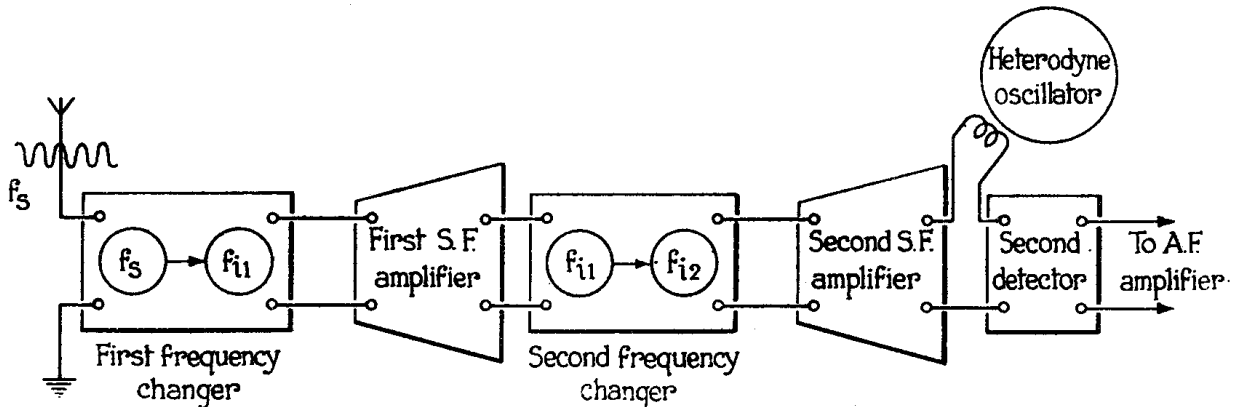 Heterodyne
oscillator
fs
fs
fi1
First frequency
changer
First S.F.
amplifier
fi1
fi2
Second frequency
changer
Second S.F.
amplifier
Second
detector
To A.F.
amplifier.